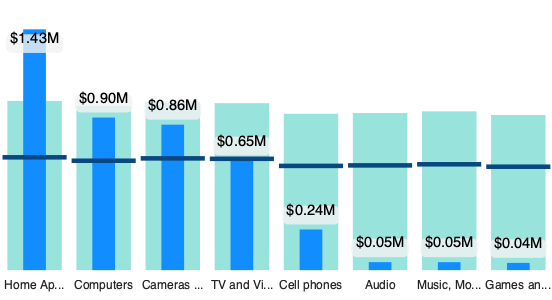 $1.43M
$0.90M
$0.86M
$0.65M
$0.24M
$0.05M
$0.05M
$0.04M
Home Ap... Computers Cameras ... TV and Vi... Cell phones Audio Music, Mo... Games an...